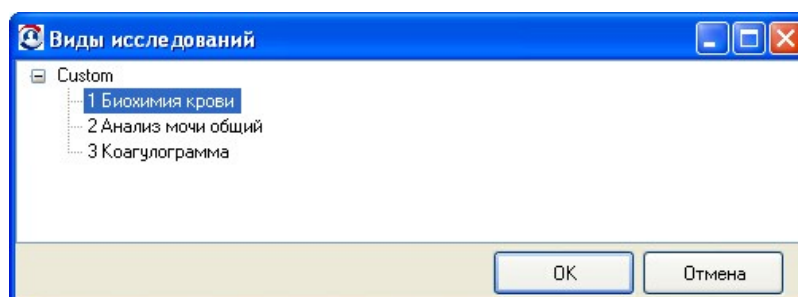 Виды исследований
Custom
1 Биохимия крови
2 Анализ мочи общий
3 Коагулограмма
OK Отмена